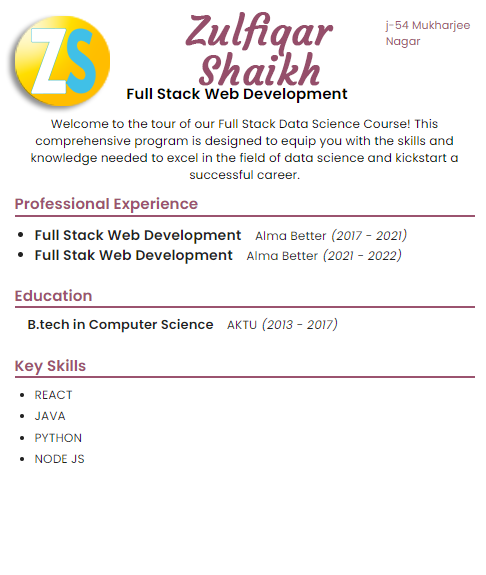 ZS
Zulfiqar
Shaikh
j-54 Mukharjee
Nagar
Full Stack Web Development
Welcome to the tour of our Full Stack Data Science Course! This
comprehensive program is designed to equip you with the skills and
knowledge needed to excel in the field of data science and kickstart a
successful career.
Professional Experience
Full Stack Web Development Alma Better (2017 - 2021)
Full Stak Web Development Alma Better (2021 - 2022)
Education
B.tech in Computer Science AKTU (2013 - 2017)
Key Skills
REACT
JAVA
PYTHON
NODE JS